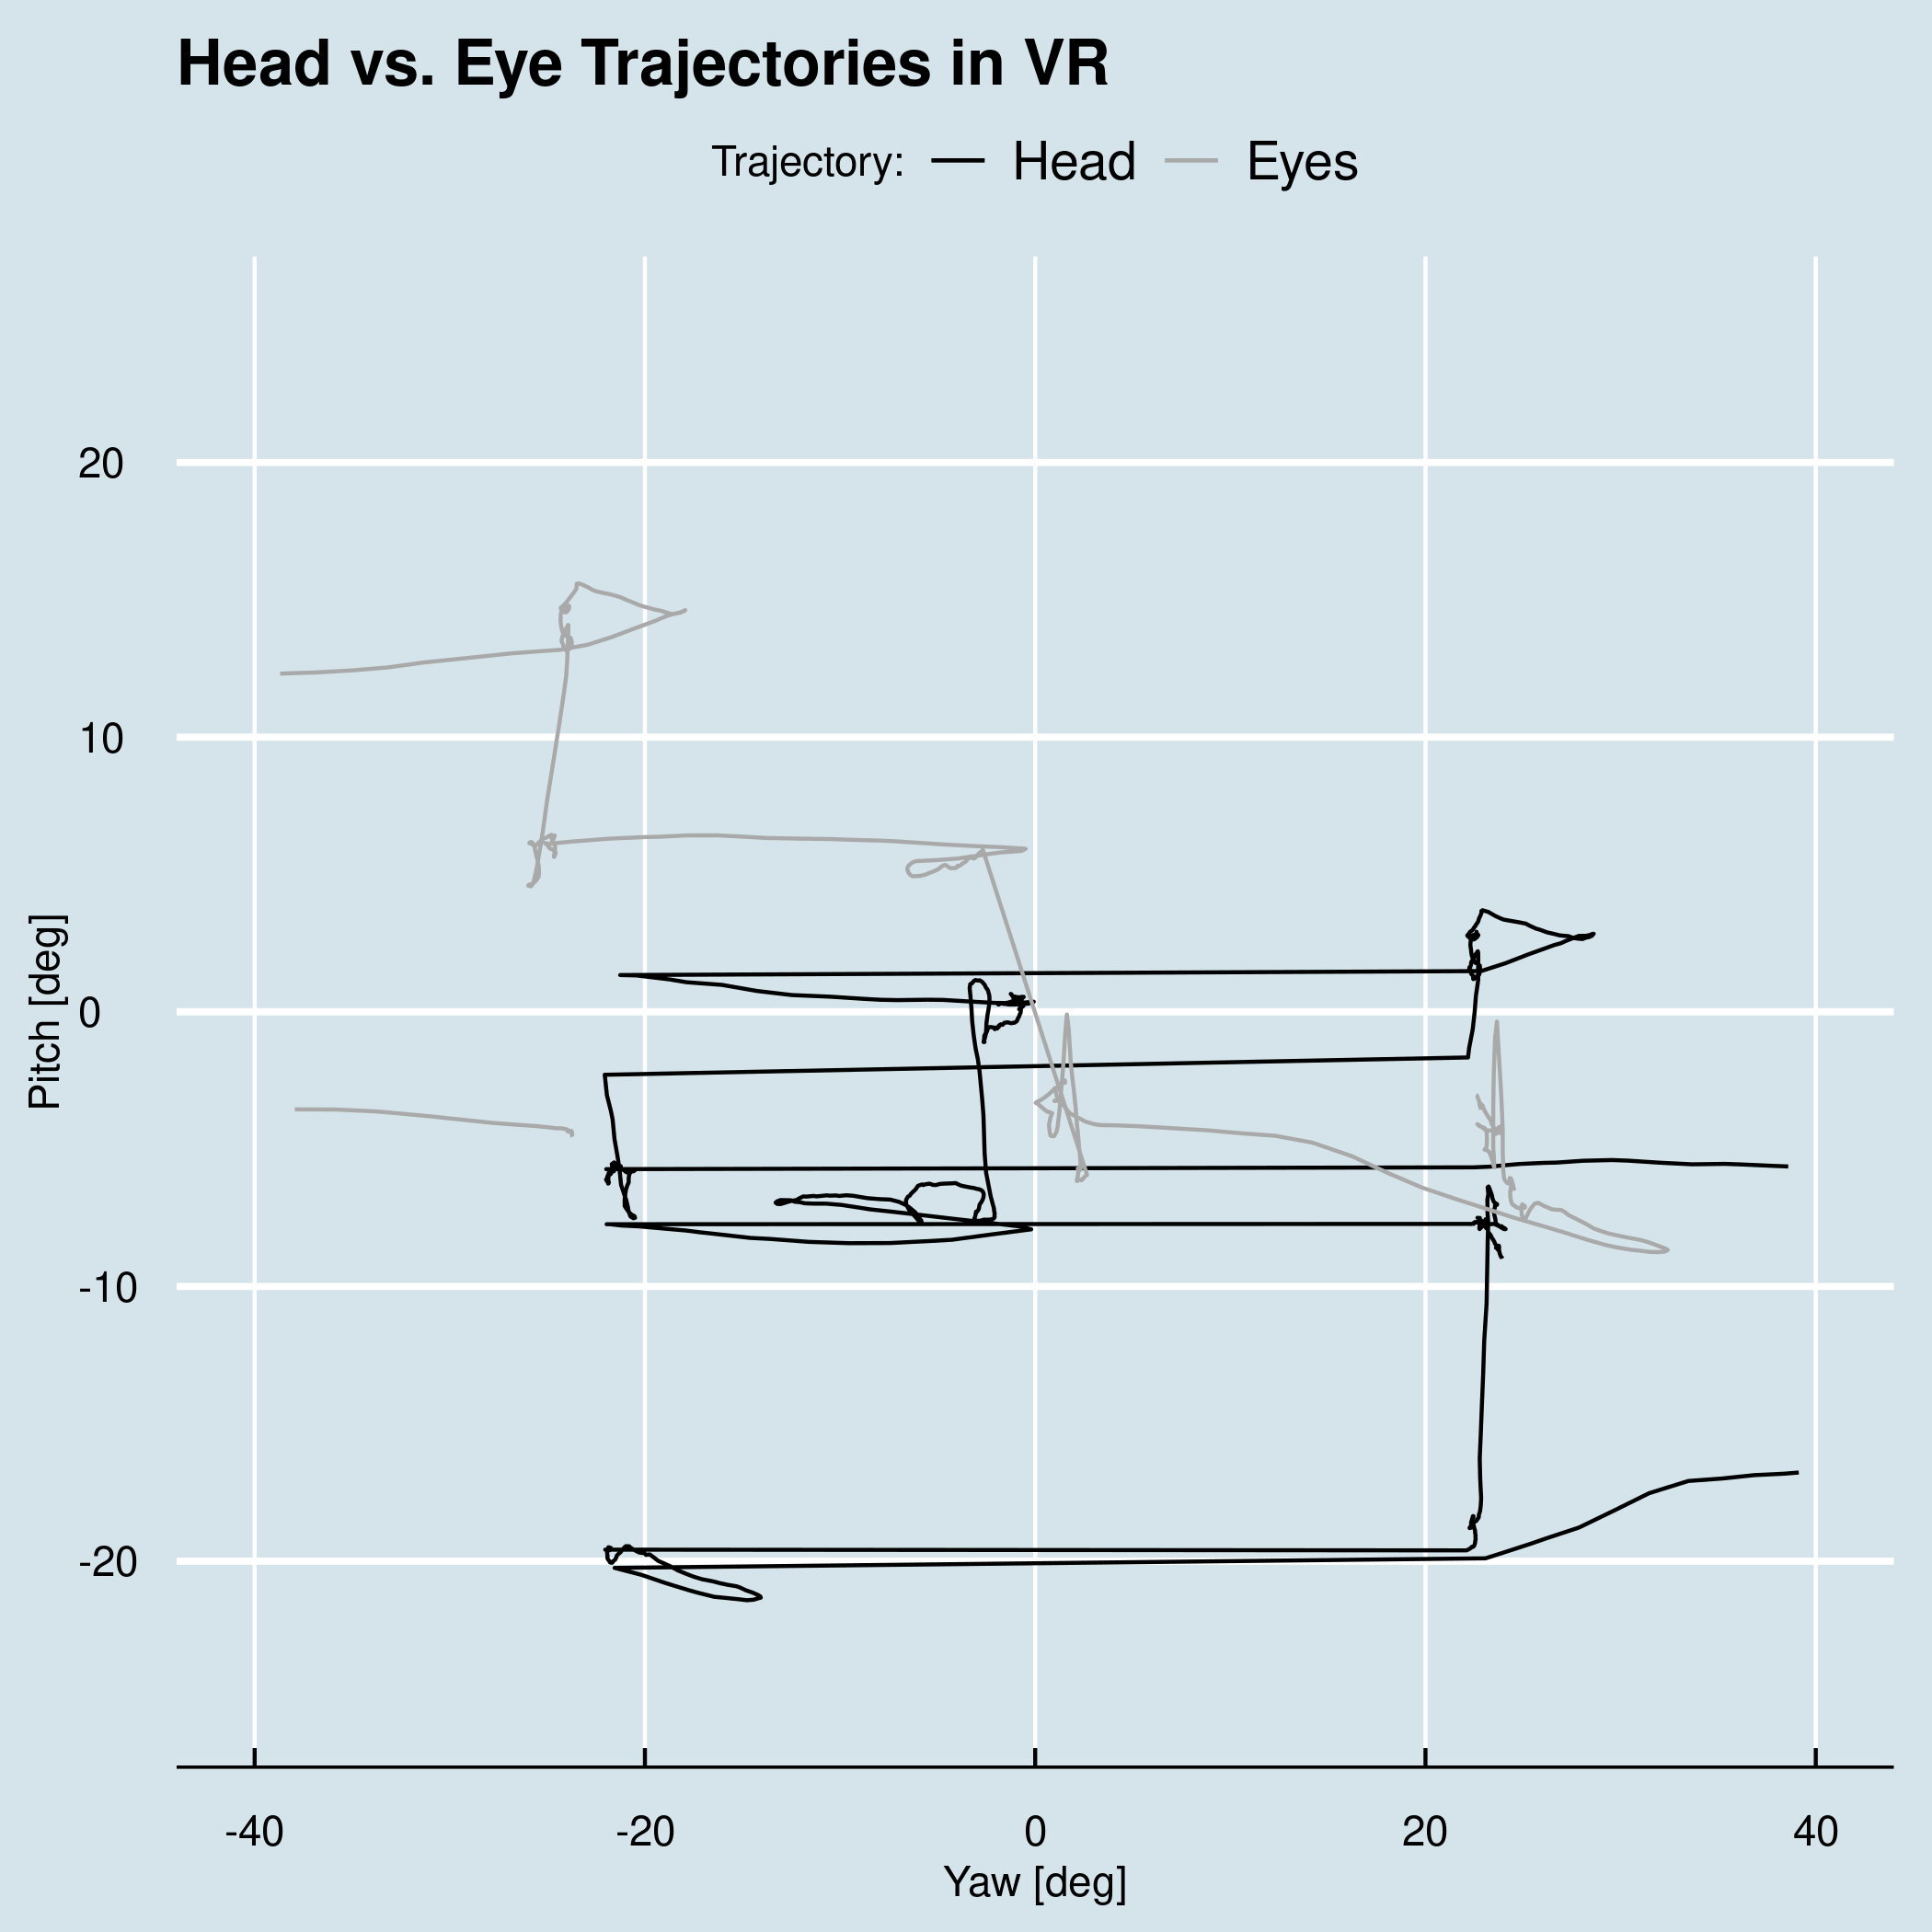 Head vs. Eye Trajectories in VR
Trajectory: Head Eyes
20
10
0
-10
-20
Pitch [deg]
-40 -20 0 20 40
Yaw [deg]